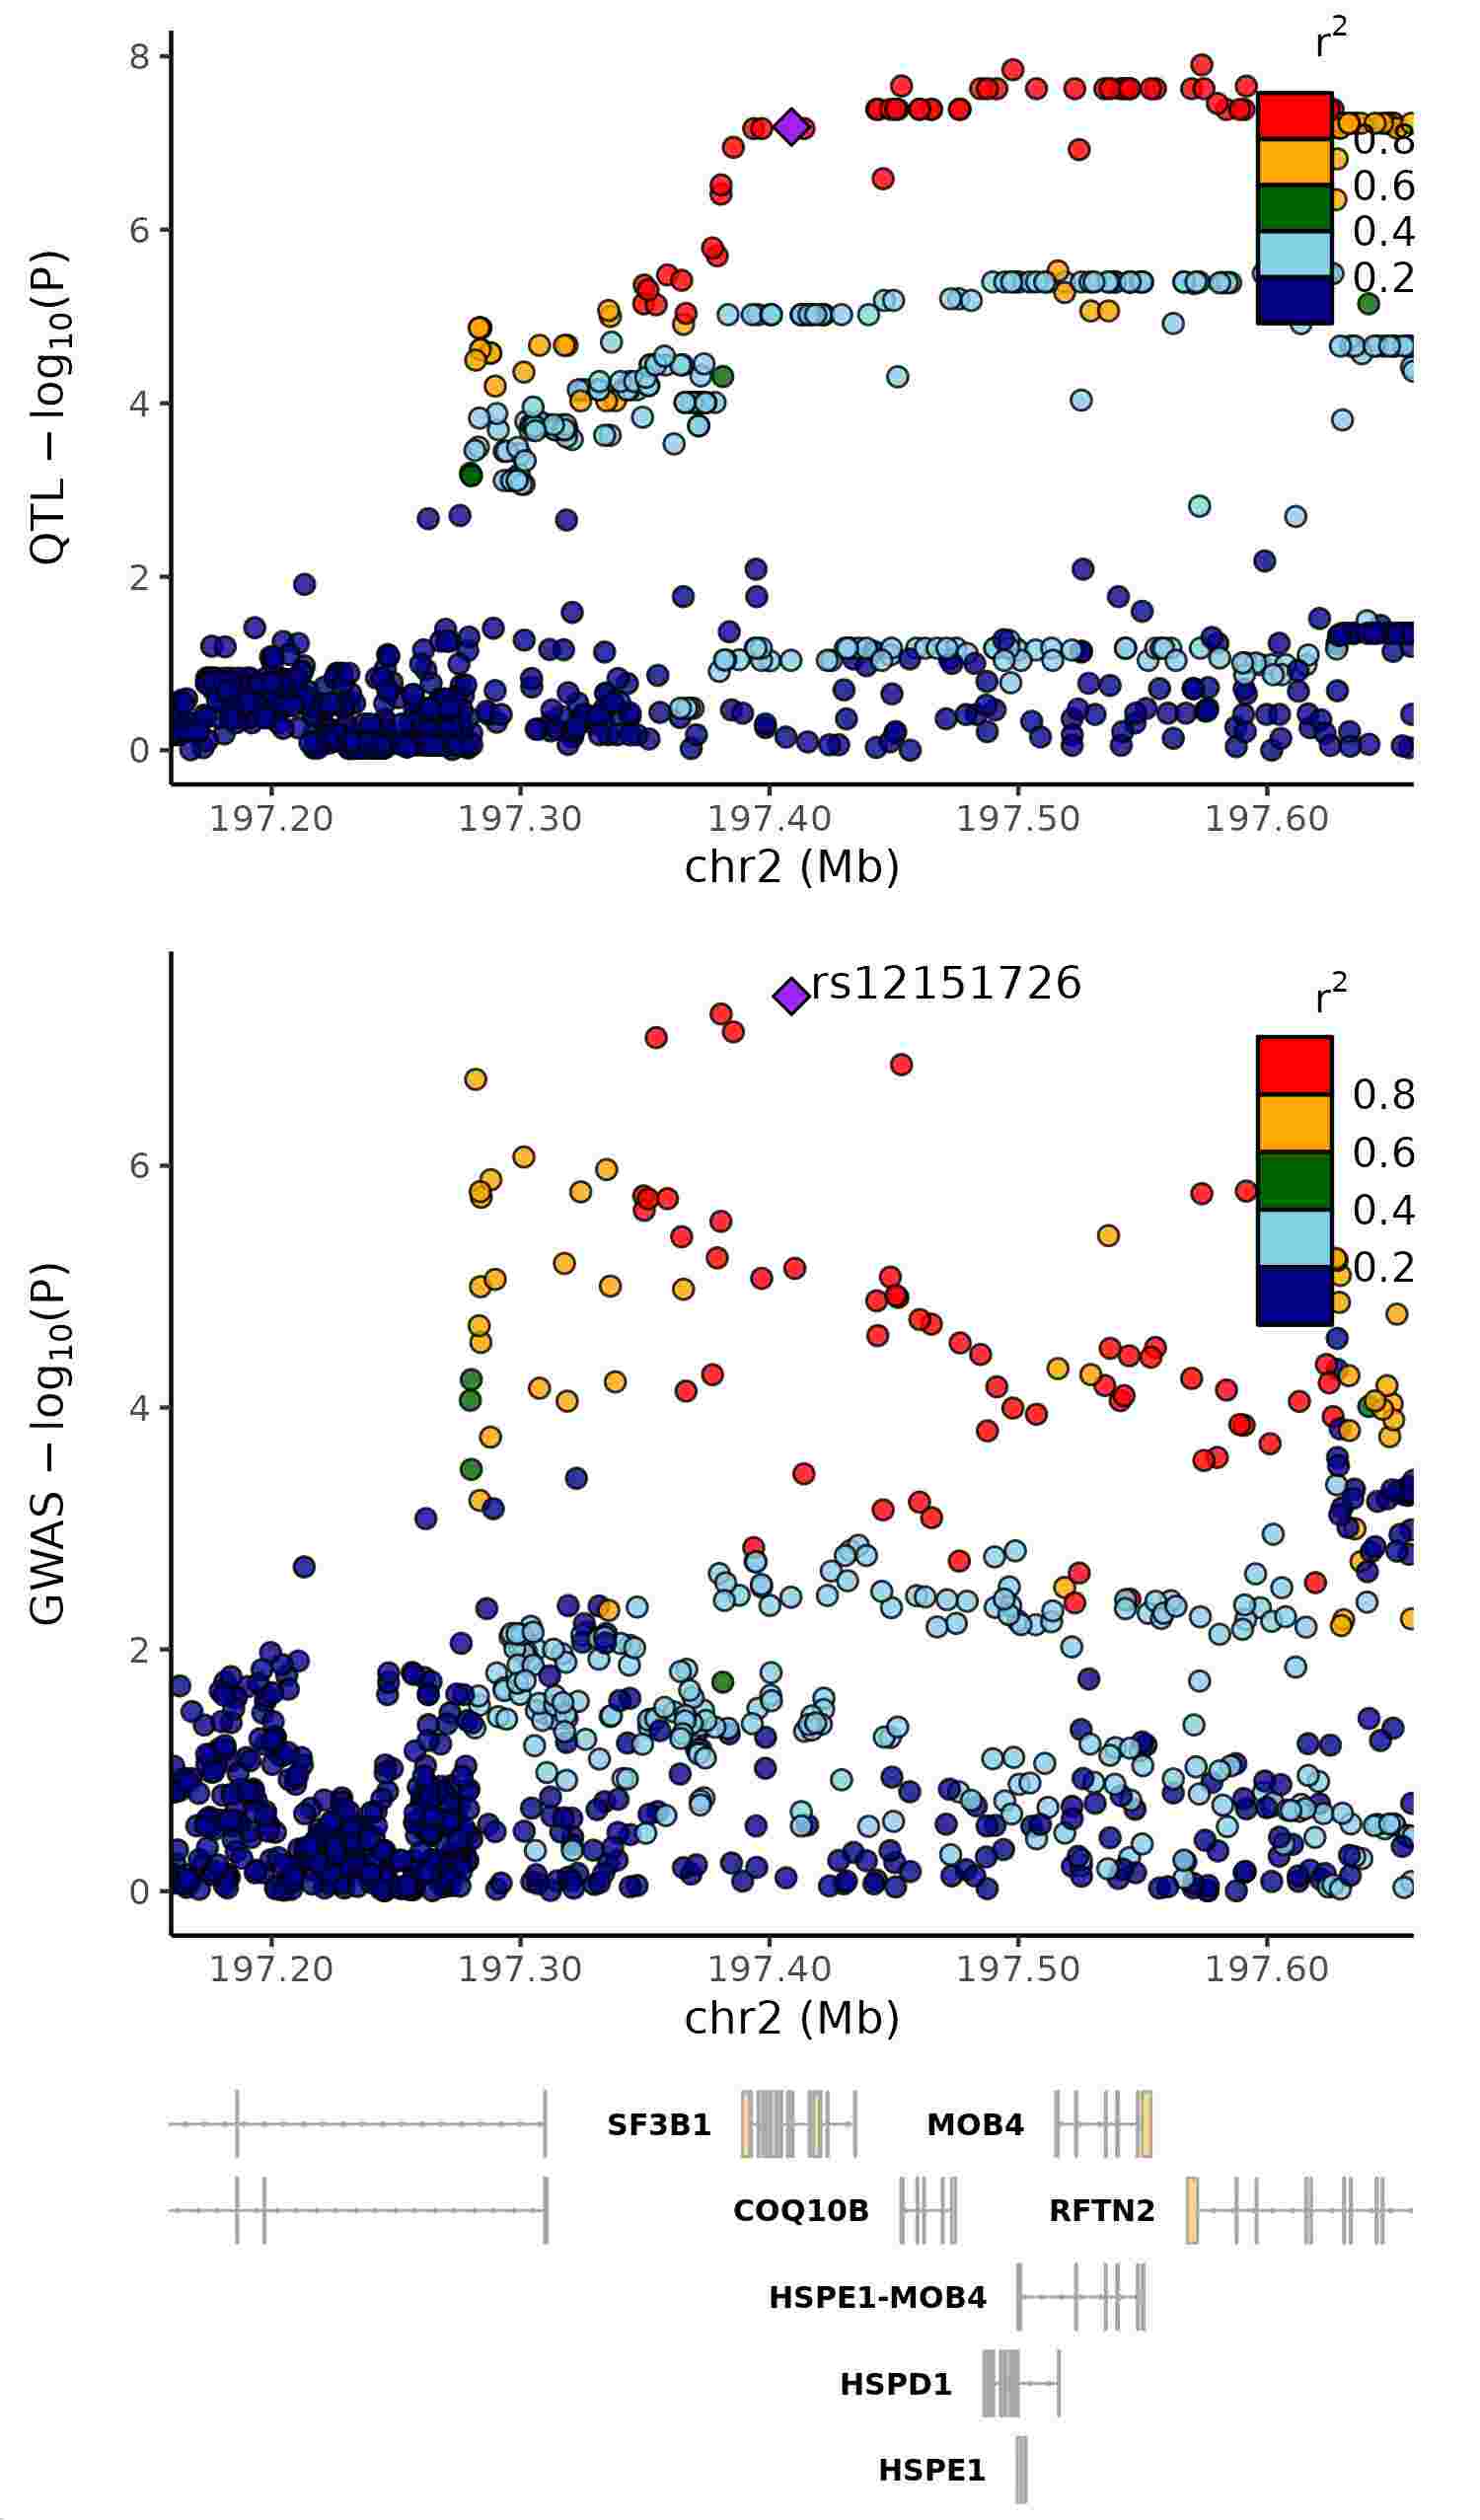 r2
8
6
4
2
0
QTL − log10(P)
0.8
0.6
0.4
0.2
197.20 197.30 197.40 197.50 197.60
chr2 (Mb)
rs12151726
r2
6
4
2
0
GWAS − log10(P)
0.8
0.6
0.4
0.2
197.20 197.30 197.40 197.50 197.60
chr2 (Mb)
SF3B1 MOB4
COQ10B RFTN2
HSPE1-MOB4
HSPD1
HSPE1